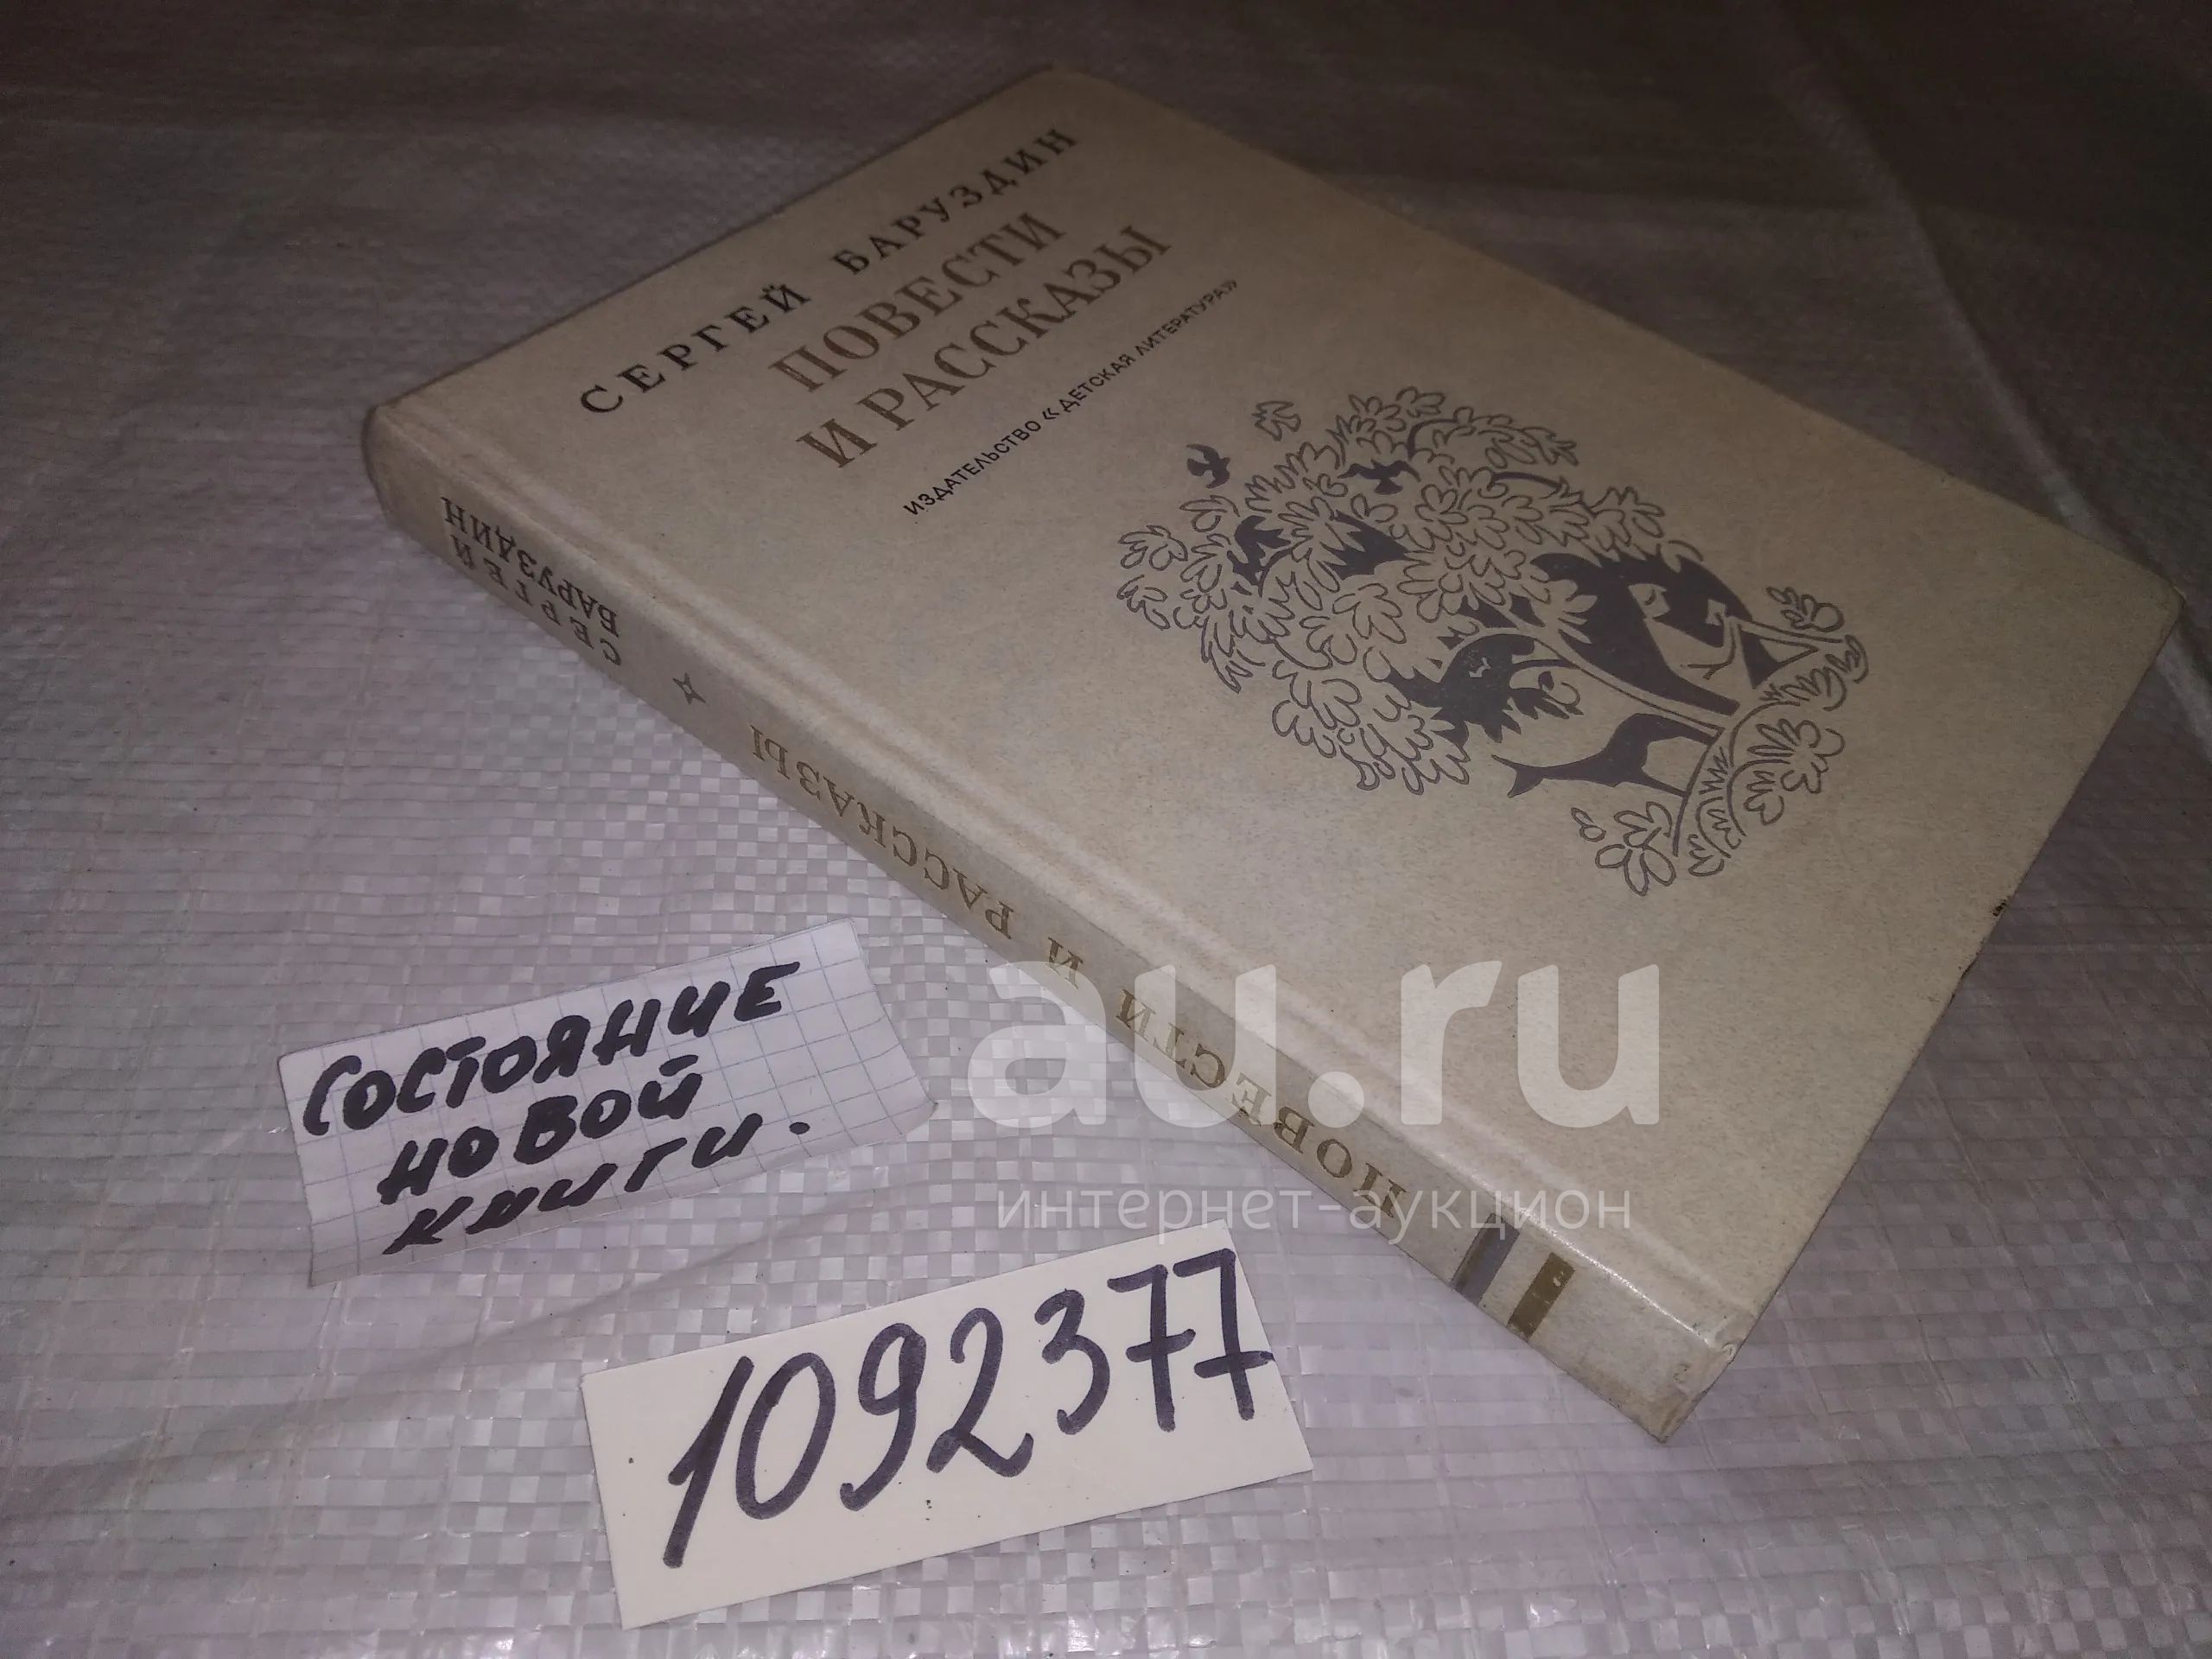 СЕРГЕЙ БАРУЗДИН
ПОВЕСТИ
И РАССКАЗЫ
ИЗДАТЕЛЬСТВО «ДЕТСКАЯ ЛИТЕРАТУРА»
СЕРГЕЙ
БАРУЗДИН
ПОВЕСТИ И РАССКАЗЫ
СОСТОЯНИЕ
НОВОЙ
КНИГИ.
au.ru
интернет-аукцион
1092377